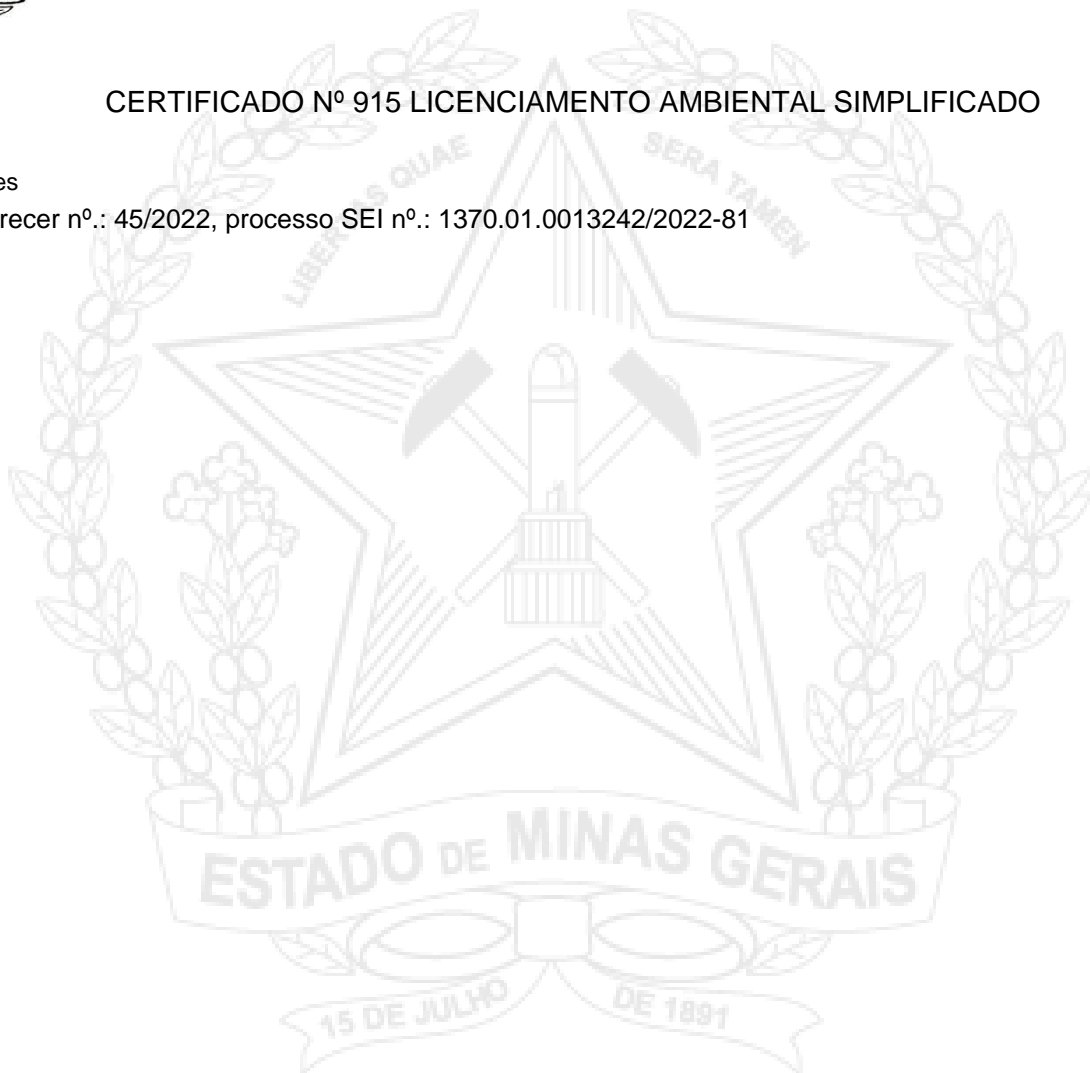 CERTIFICADO Nº 915 LICENCIAMENTO AMBIENTAL SIMPLIFICADO
es
recer nº.: 45/2022, processo SEI nº.: 1370.01.0013242/2022-81
LIBERTAS QUAE SERA TAMEN
ESTADO DE MINAS GERAIS
15 DE JULHO DE 1891